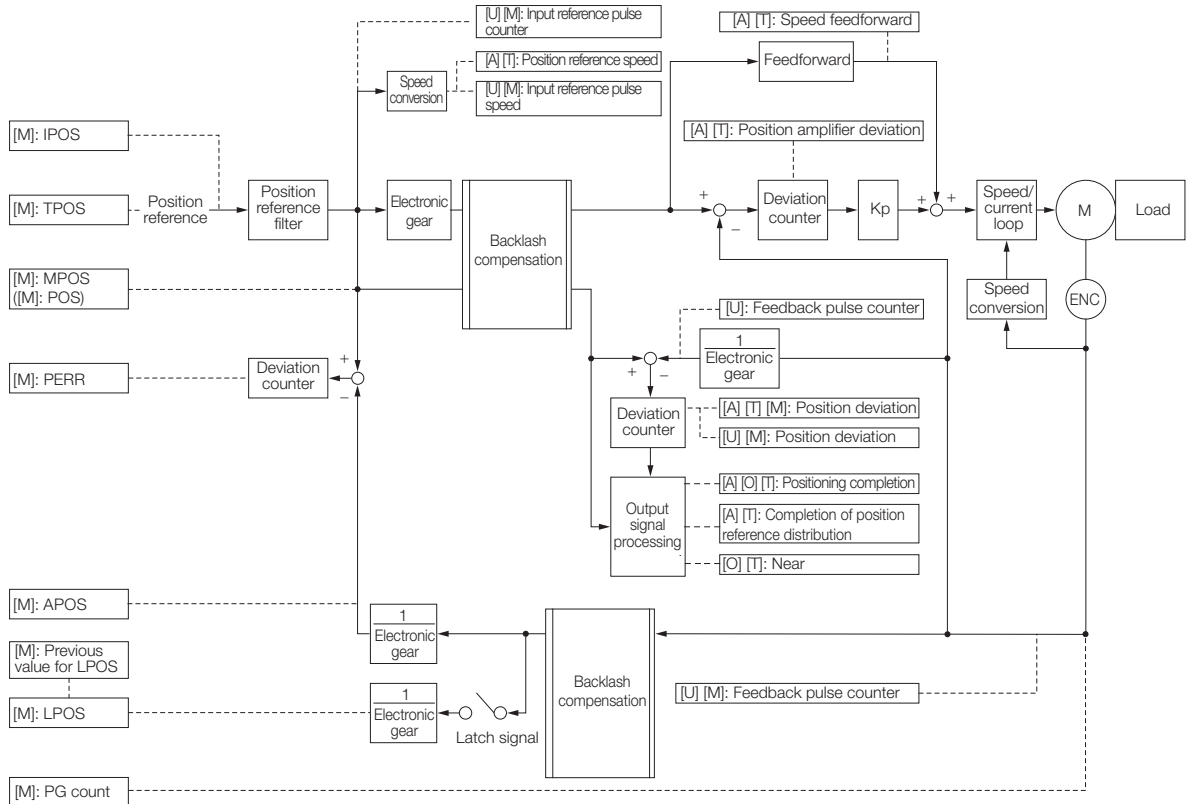 [U] [M]: Input reference pulse
counter
[A] [T]: Speed feedforward
[A] [T]: Position reference speed
Feedforward
Speed
conversion
[U] [M]: Input reference pulse
speed
[M]: IPOS
[A] [T]: Position amplifier deviation
[M]: TPOS
Position
reference
Position
reference
filter
Electronic
gear
Backlash
compensation
+
−
Deviation
counter
Kp
+
+
Speed/
current
loop
M
Load
[M]: MPOS
([M]: POS)
Speed
conversion
ENC
[U]: Feedback pulse counter
1
Electronic
gear
+
−
[M]: PERR
Deviation
counter
+
−
Deviation
counter
[A] [T] [M]: Position deviation
[U] [M]: Position deviation
Output
signal
processing
[A] [O] [T]: Positioning completion
[A] [T]: Completion of position
reference distribution
[O] [T]: Near
[M]: APOS
1
Electronic
gear
[M]: Previous
value for LPOS
Backlash
compensation
[U] [M]: Feedback pulse counter
[M]: LPOS
1
Electronic
gear
Latch signal
[M]: PG count